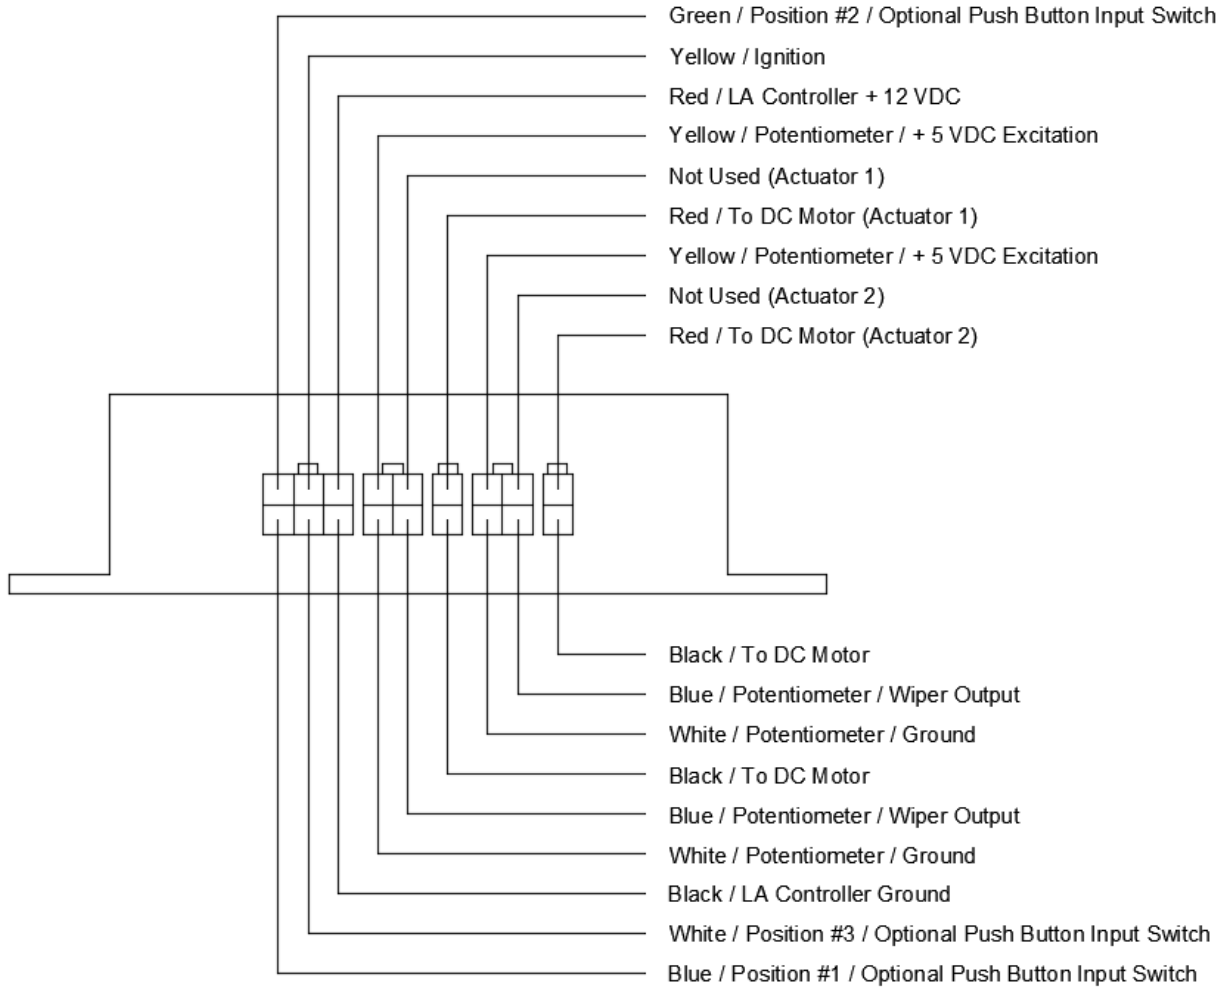 Green / Position #2 / Optional Push Button Input Switch
Yellow / Ignition
Red / LA Controller + 12 VDC
Yellow / Potentiometer / + 5 VDC Excitation
Not Used (Actuator 1)
Red / To DC Motor (Actuator 1)
Yellow / Potentiometer / + 5 VDC Excitation
Not Used (Actuator 2)
Red / To DC Motor (Actuator 2)
Black / To DC Motor
Blue / Potentiometer / Wiper Output
White / Potentiometer / Ground
Black / To DC Motor
Blue / Potentiometer / Wiper Output
White / Potentiometer / Ground
Black / LA Controller Ground
White / Position #3 / Optional Push Button Input Switch
Blue / Position #1 / Optional Push Button Input Switch